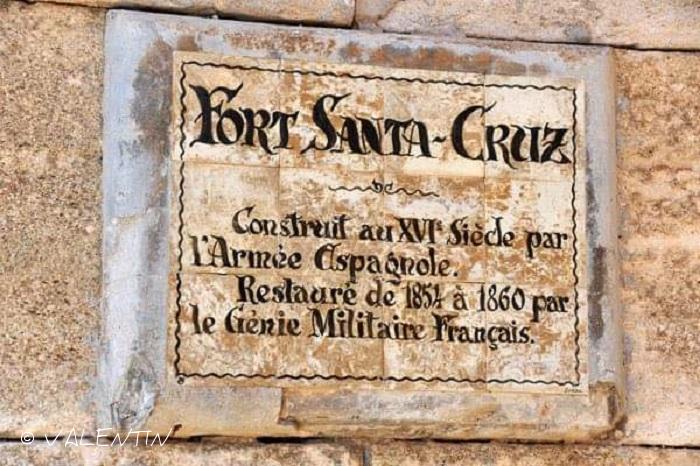 Fort Santa-Cruz
Construit au XVIe Siècle par
l'Armée Espagnole.
Restauré de 1854 à 1860 par
le Génie Militaire Français.
© VALENTIN